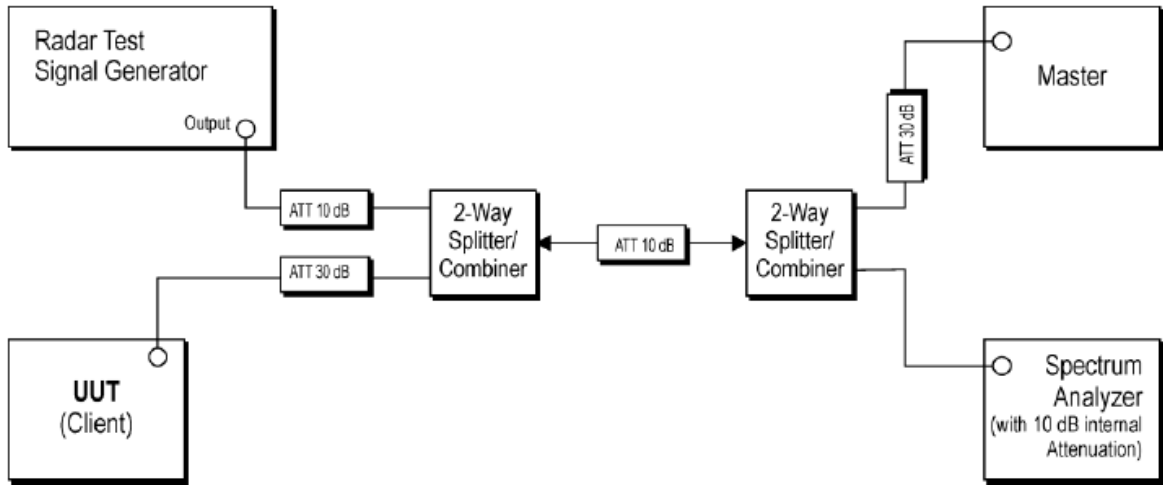 Radar Test
Signal Generator
Output
Master
ATT 30 dB
ATT 10 dB
2-Way
Splitter/
Combiner
ATT 10 dB
2-Way
Splitter/
Combiner
ATT 30 dB
UUT
(Client)
Spectrum
Analyzer
(with 10 dB internal
Attenuation)